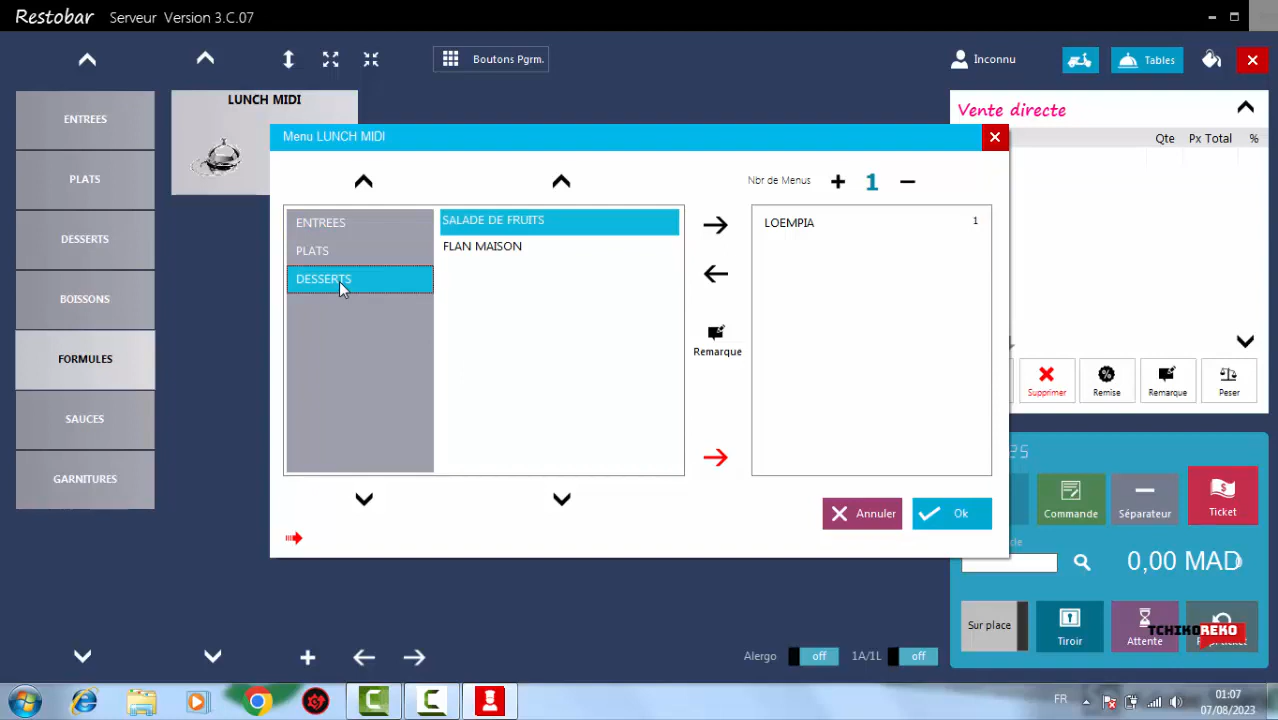 Restobar Serveur Version 3.C.07
Boutons Pgrm.
Inconnu
Tables
ENTREES
PLATS
DESSERTS
BOISSONS
FORMULES
SAUCES
GARNITURES
LUNCH MIDI
Vente directe
Qte Px Total %
Menu LUNCH MIDI
Nbr de Menus
1
ENTREES
PLATS
DESSERTS
SALADE DE FRUITS
FLAN MAISON
Remarque
LOEMPIA 1
Annuler
Ok
Supprimer
Remise
Remarque
Peser
Commande
Séparateur
Ticket
0,00 MAD
Sur place
Tiroir
Attente
TCHIKOREKO
Alergo off 1A/1L off
FR
01:07
07/08/2023